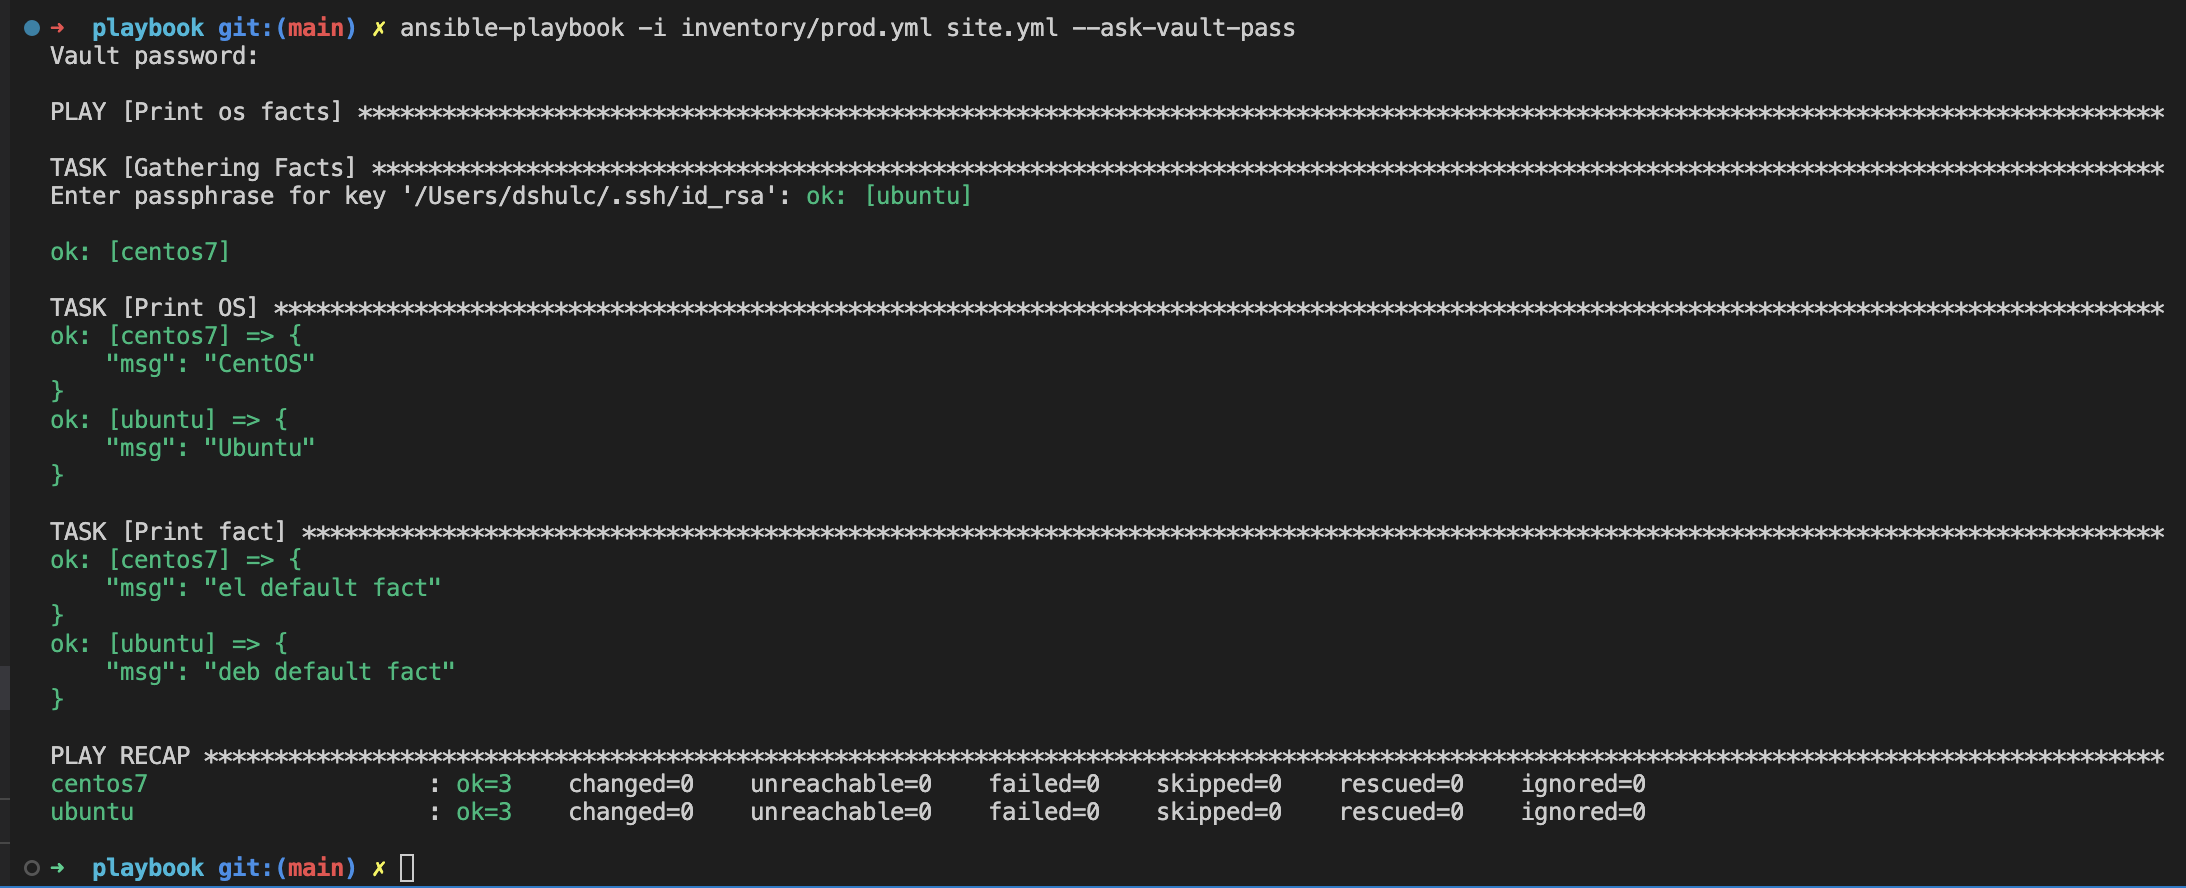 ➜  playbook git:(main) ✗ ansible-playbook -i inventory/prod.yml site.yml --ask-vault-pass
Vault password:
PLAY [Print os facts] *********************************************************************************************************************************
TASK [Gathering Facts] ********************************************************************************************************************************
Enter passphrase for key '/Users/dshulc/.ssh/id_rsa': ok: [ubuntu]
ok: [centos7]
TASK [Print OS] ***************************************************************************************************************************************
ok: [centos7] => {
    "msg": "CentOS"
}
ok: [ubuntu] => {
    "msg": "Ubuntu"
}
TASK [Print fact] *************************************************************************************************************************************
ok: [centos7] => {
    "msg": "el default fact"
}
ok: [ubuntu] => {
    "msg": "deb default fact"
}
PLAY RECAP ********************************************************************************************************************************************
centos7                    : ok=3    changed=0    unreachable=0    failed=0    skipped=0    rescued=0    ignored=0
ubuntu                     : ok=3    changed=0    unreachable=0    failed=0    skipped=0    rescued=0    ignored=0
➜  playbook git:(main) ✗